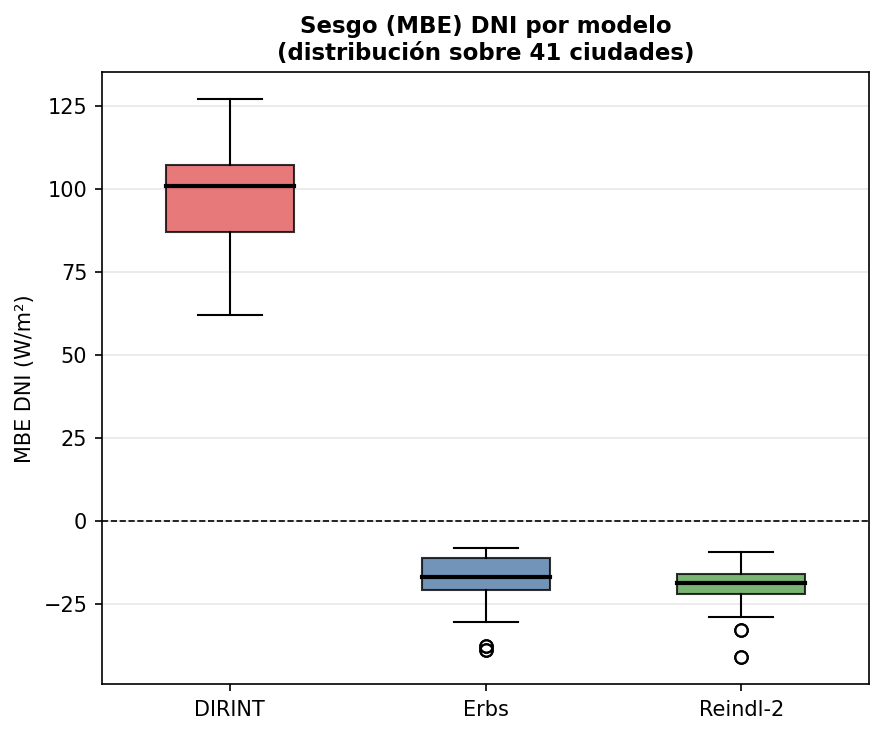 Sesgo (MBE) DNI por modelo
(distribución sobre 41 ciudades)
MBE DNI (W/m²)
125
100
75
50
25
0
−25
DIRINT
Erbs
Reindl-2